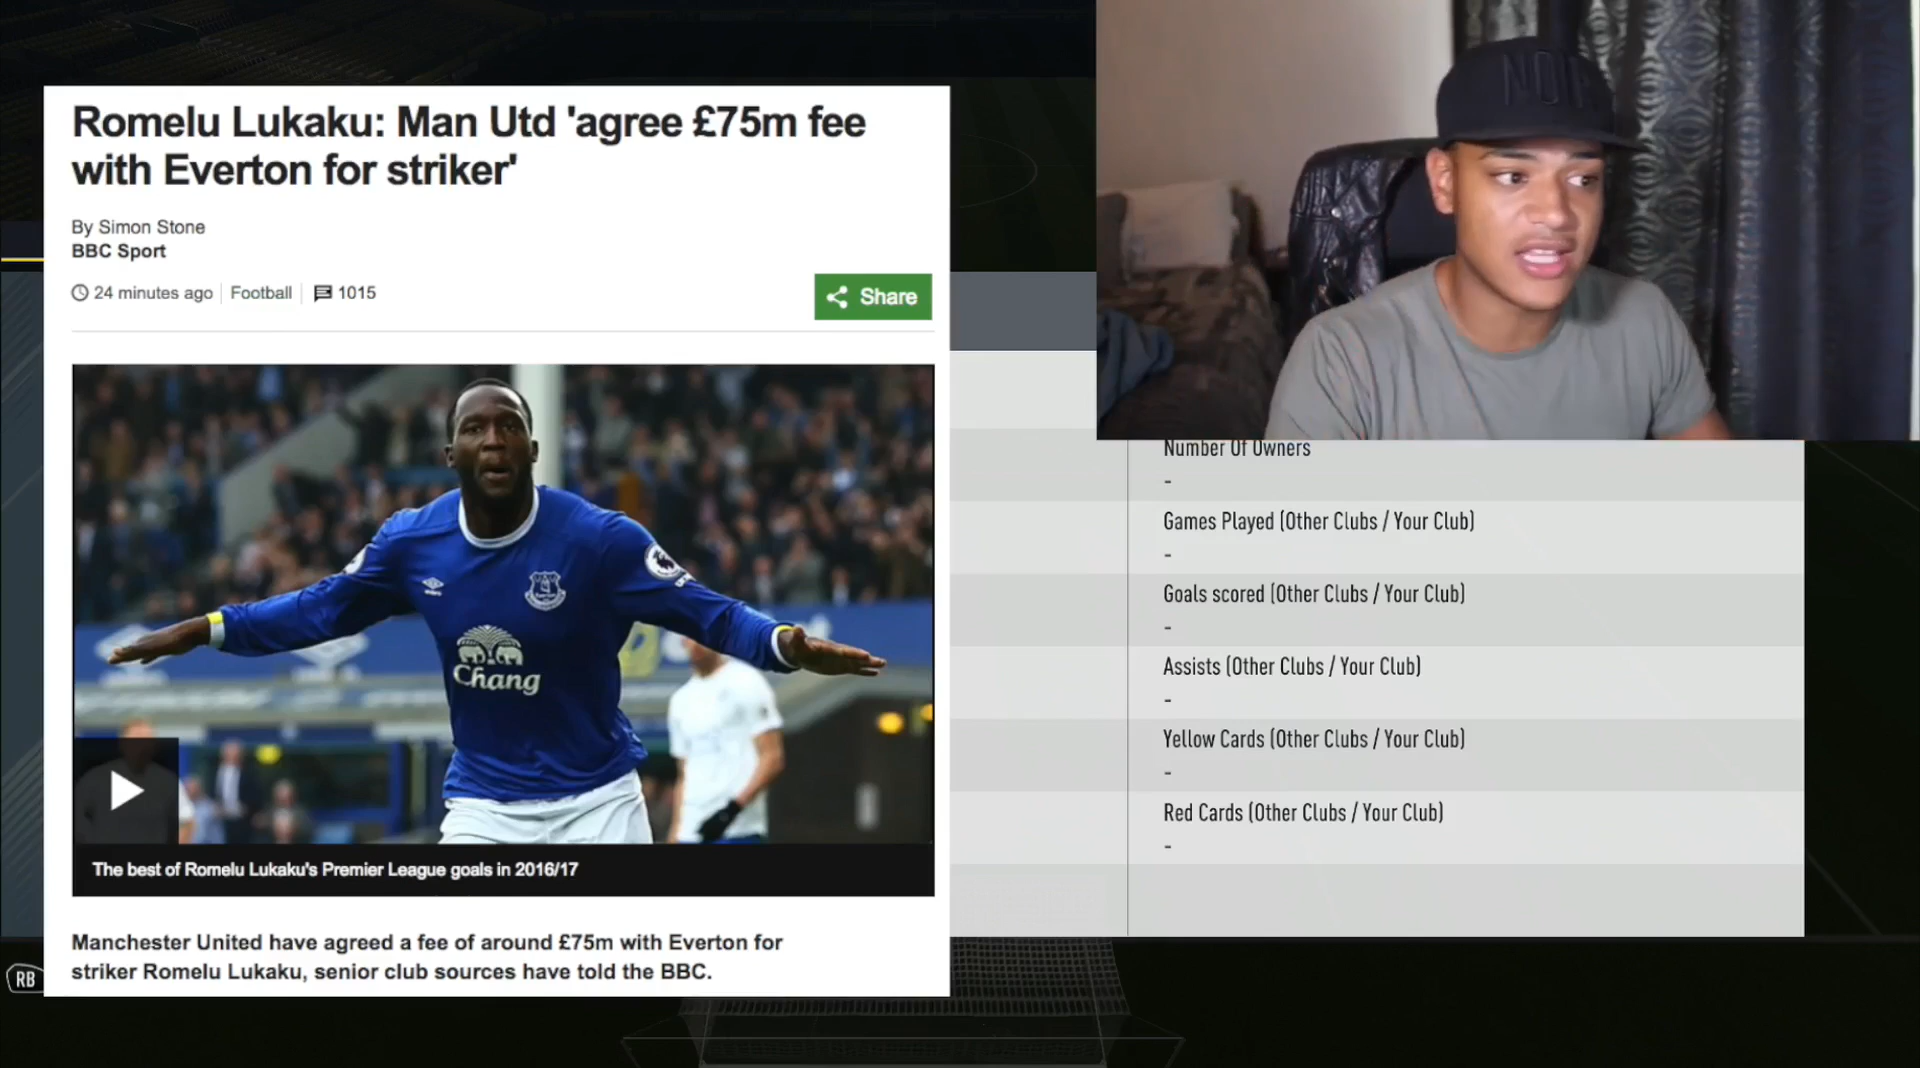 Romelu Lukaku: Man Utd 'agree £75m fee
with Everton for striker'
By Simon Stone
BBC Sport
24 minutes ago
Football
1015
Share
Chang
The best of Romelu Lukaku's Premier League goals in 2016/17
Manchester United have agreed a fee of around £75m with Everton for
striker Romelu Lukaku, senior club sources have told the BBC.
RB
Number Of Owners
-
Games Played (Other Clubs / Your Club)
-
Goals scored (Other Clubs / Your Club)
-
Assists (Other Clubs / Your Club)
-
Yellow Cards (Other Clubs / Your Club)
-
Red Cards (Other Clubs / Your Club)
-